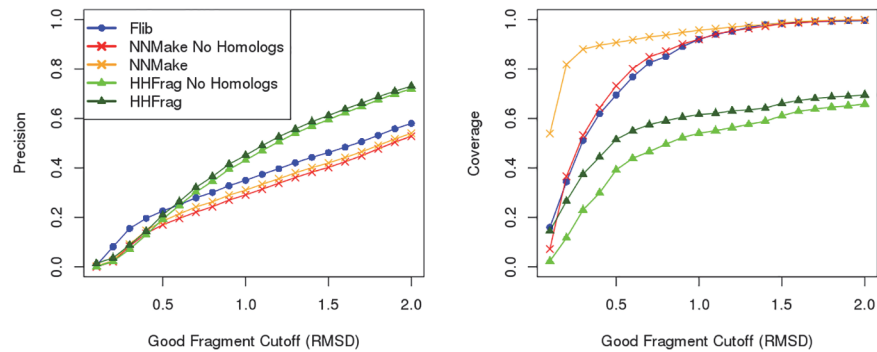 Flib
NNMake No Homologs
NNMake
HHFrag No Homologs
HHFrag
Precision
1.0
0.8
0.6
0.4
0.2
0.0
0.5 1.0 1.5 2.0
Good Fragment Cutoff (RMSD)
Coverage
1.0
0.8
0.6
0.4
0.2
0.0
0.5 1.0 1.5 2.0
Good Fragment Cutoff (RMSD)